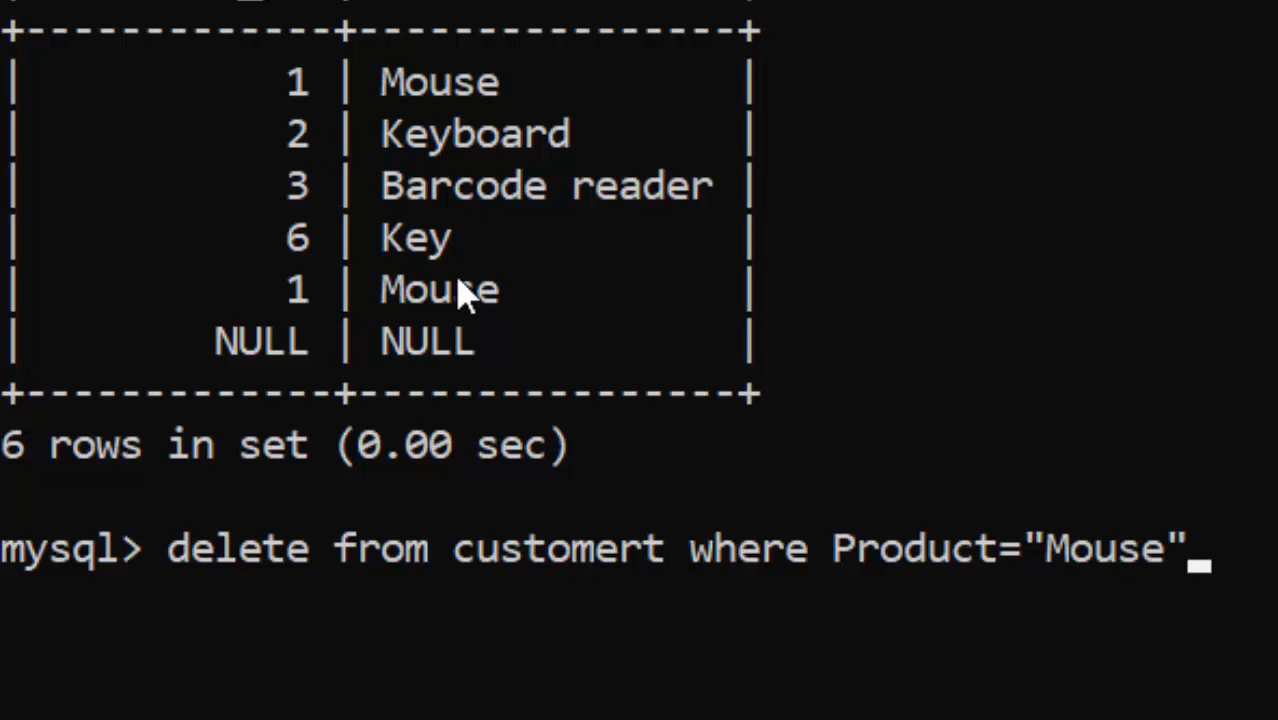 +-------------+----------------+
|           1 | Mouse          |
|           2 | Keyboard       |
|           3 | Barcode reader |
|           6 | Key            |
|           1 | Mouse          |
|        NULL | NULL           |
+-------------+----------------+
6 rows in set (0.00 sec)
mysql> delete from customert where Product="Mouse"